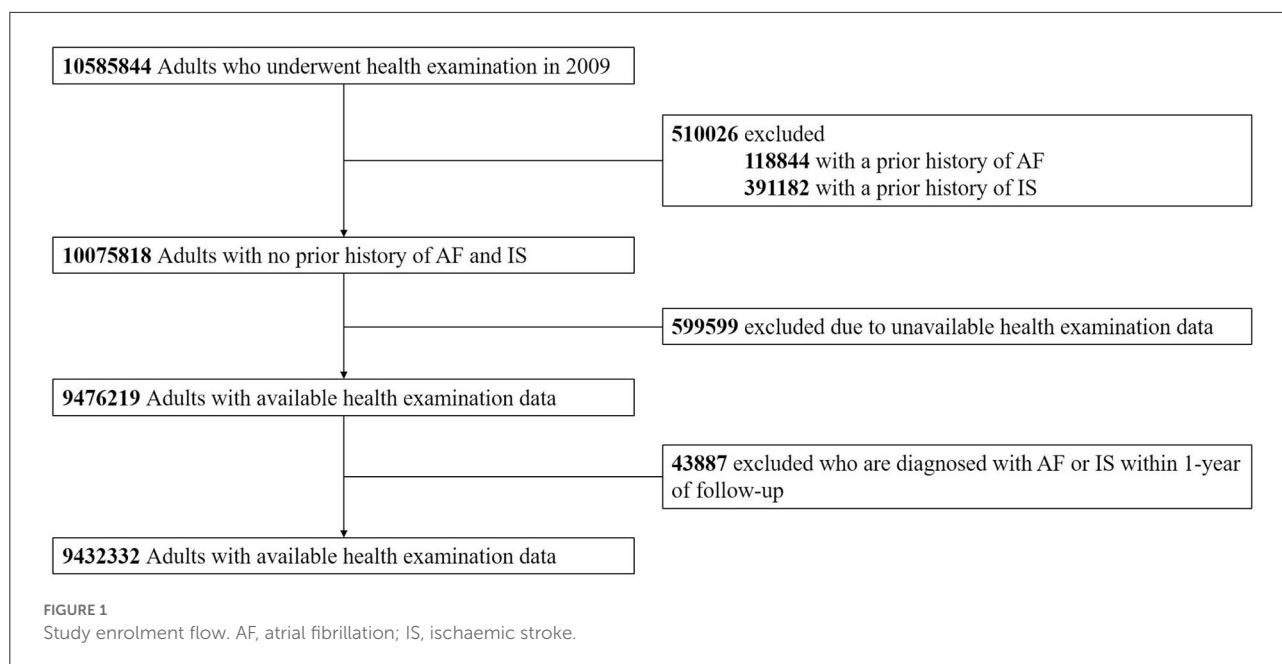 10585844 Adults who underwent health examination in 2009
510026 excluded
118844 with a prior history of AF
391182 with a prior history of IS
10075818 Adults with no prior history of AF and IS
599599 excluded due to unavailable health examination data
9476219 Adults with available health examination data
43887 excluded who are diagnosed with AF or IS within 1-year
of follow-up
9432332 Adults with available health examination data
FIGURE 1
Study enrolment flow. AF, atrial fibrillation; IS, ischaemic stroke.